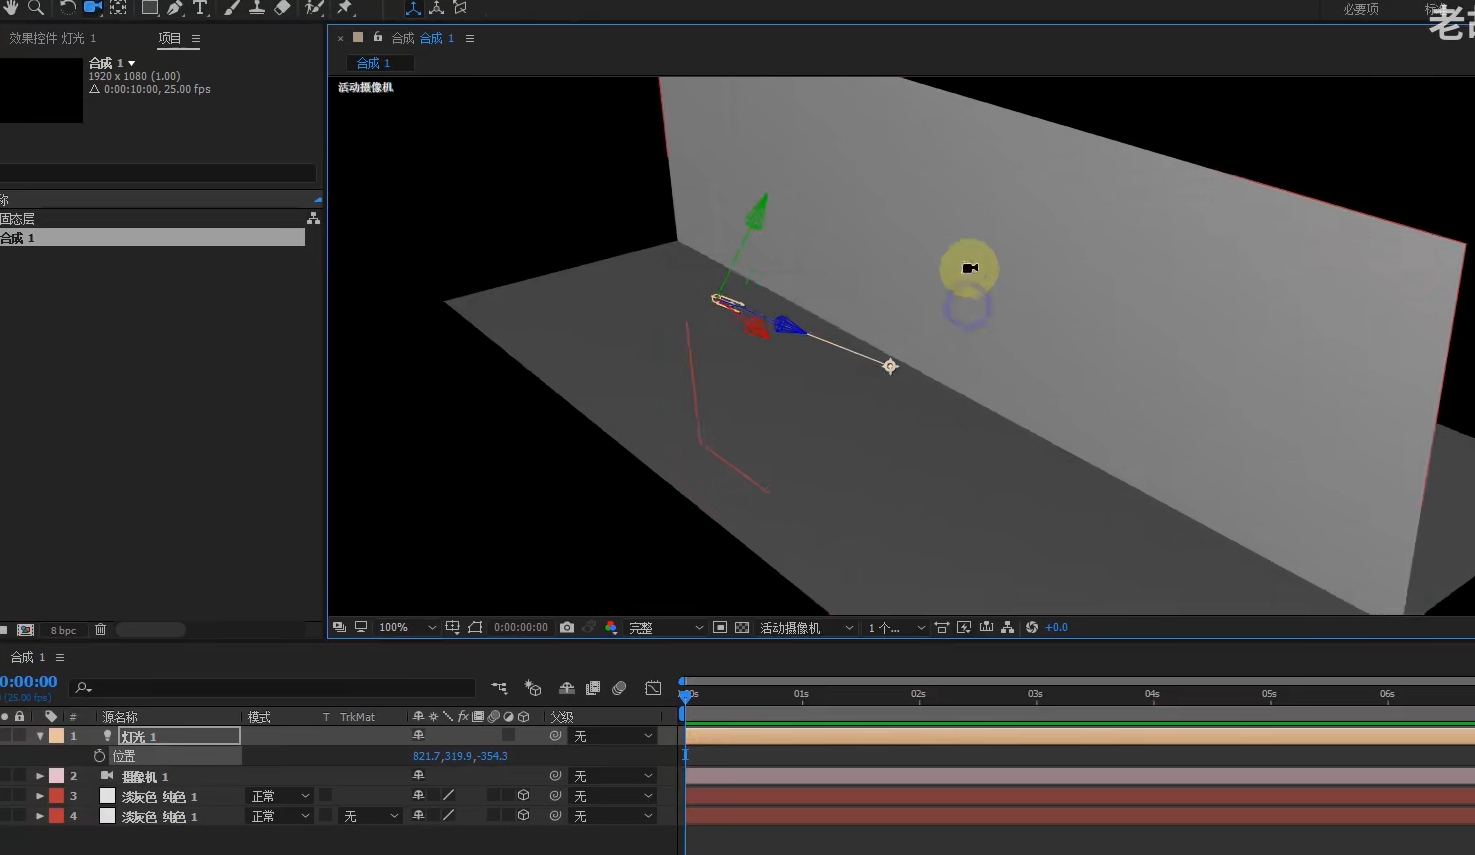 必要项
标准
老胡
效果控件 灯光 1
项目
合成 1
1920 x 1080 (1.00)
△ 0:00:10:00, 25.00 fps
称
固态层
合成 1
8 bpc
× 合成 合成 1
合成 1
活动摄像机
100%
0:00:00:00
完整
活动摄像机
1 个...
+0.0
合成 1
0:00:00:00
(25.00 fps)
# 源名称 模式 T TrkMat 父级
1 灯光 1 无
位置 821.7,319.9,-354.3
2 摄像机 1 无
3 淡灰色 纯色 1 正常 无
4 淡灰色 纯色 1 正常 无 无
01s 02s 03s 04s 05s 06s